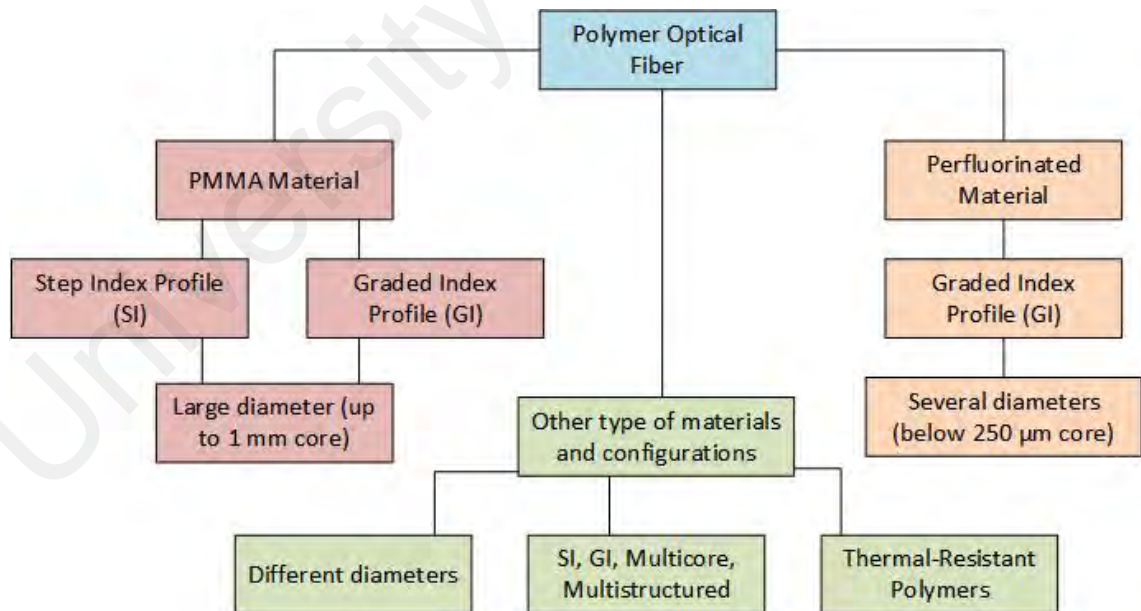 Polymer Optical
Fiber
PMMA Material
Perfluorinated
Material
Step Index Profile
(SI)
Graded Index
Profile (GI)
Graded Index
Profile (GI)
Large diameter (up
to 1 mm core)
Several diameters
(below 250 µm core)
Other type of materials
and configurations
Different diameters
SI, GI, Multicore,
Multistructured
Thermal-Resistant
Polymers
University